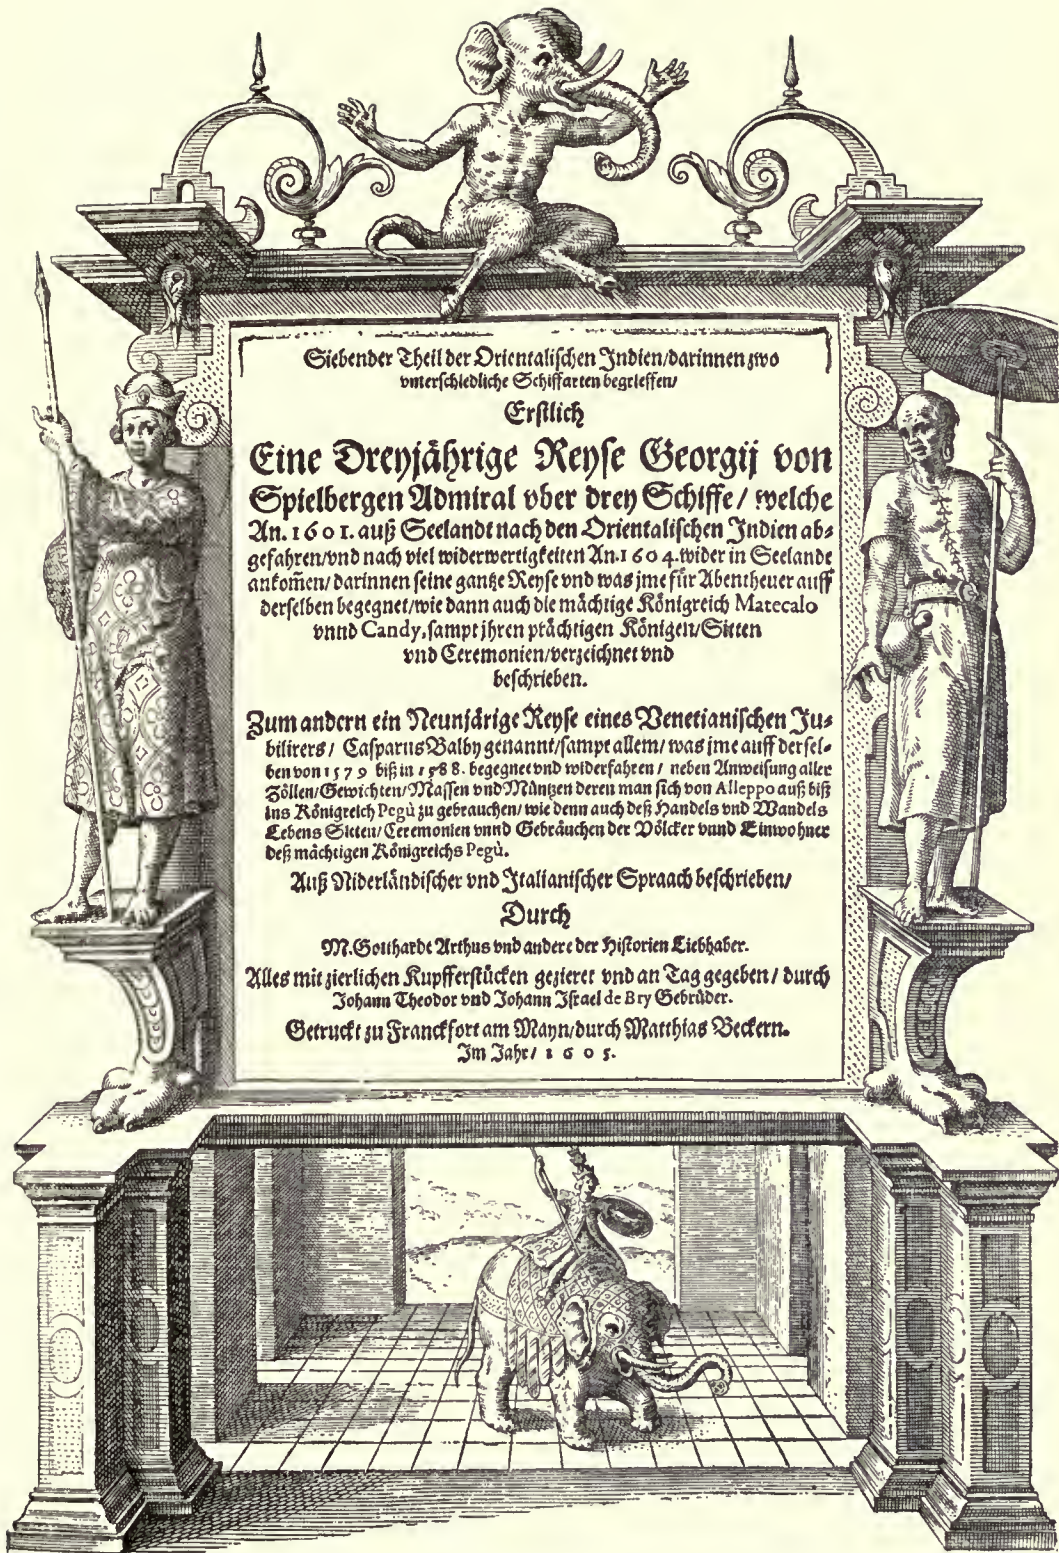 Siebender Theil der Orientalischen Indien/darinnen zwo
vnterschiedliche Schiffarten begrieffen/
Erstlich
Eine Dreyjährige Reyse Georgij von
Spielbergen Admiral vber drey Schiffe/ welche
An. 1601. auß Seelandt nach den Orientalischen Indien ab-
gefahren/vnd nach viel widerwertigkeiten An. 1604. wider in Seelandt
ankom̃en/ darinnen seine gantze Reyse vnd was jme für Abentheuer auff
derselben begegnet/wie dann auch die mächtige Königreich Matecalo
vnnd Candy, sampt jhren prächtigen Königen/Sitten
vnd Ceremonien/verzeichnet vnd
beschrieben.
Zum andern ein Neunjärige Reyse eines Venetianischen Ju-
bilirers/ Casparus Balby genannt/sampt allem/ was jme auff dersel-
ben von 1579 biß in 1588. begegnet vnd widerfahren/ neben Anweisung aller
Zöllen/Gewichten/Massen vnd Müntzen deren man sich von Alleppo auß biß
ins Königreich Pegù zu gebrauchen/ wie denn auch deß Handels vnd Wandels
Lebens Sitten/Ceremonien vnnd Gebräuchen der Völcker vnnd Einwohner
deß mächtigen Königreichs Pegù.
Auß Niderländischer vnd Italianischer Spraach beschrieben/
Durch
M. Gotthardt Arthus vnd andere der Historien Liebhaber.
Alles mit zierlichen Kupfferstücken gezieret vnd an Tag gegeben/ durch
Johann Theodor vnd Johann Israel de Bry Gebrüder.
Getruckt zu Franckfort am Mayn/durch Matthias Beckern.
Im Jahr/ 1605.